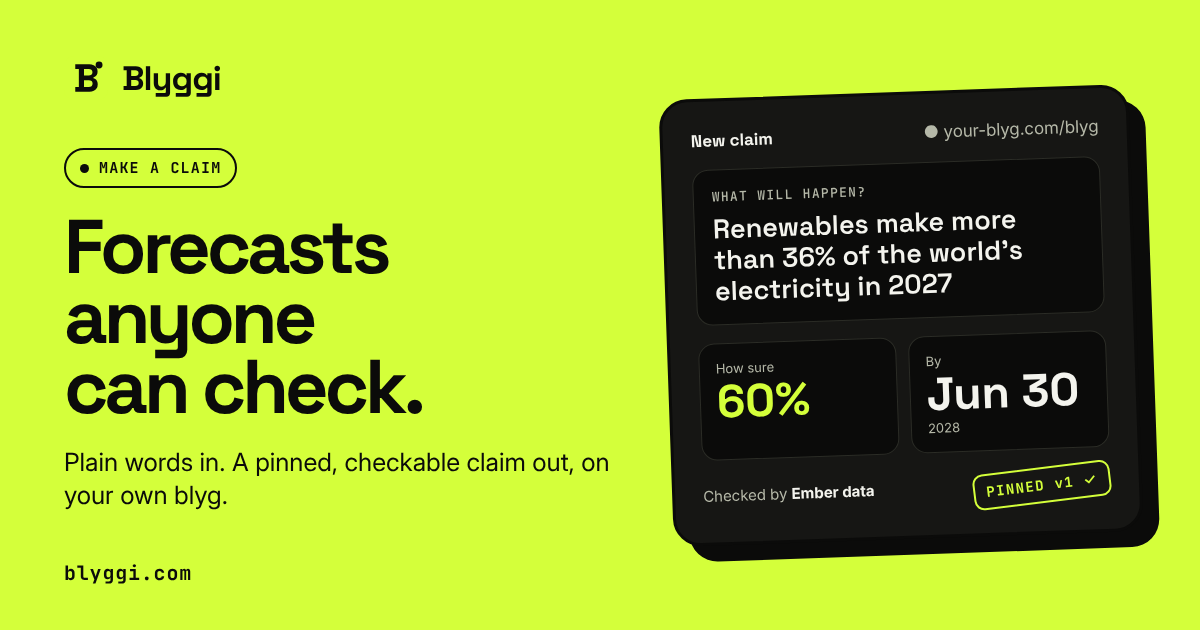 Blyggi
MAKE A CLAIM
Forecasts
anyone
can check.
Plain words in. A pinned, checkable claim out, on
your own blyg.
blyggi.com
New claim
your-blyg.com/blyg
WHAT WILL HAPPEN?
Renewables make more
than 36% of the world’s
electricity in 2027
How sure
60%
By
Jun 30
2028
Checked by Ember data
PINNED v1 ✓